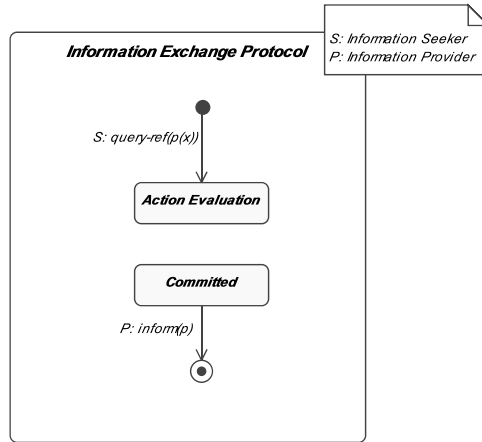 Information Exchange Protocol
S: Information Seeker
P: Information Provider
S: query-ref(p(x))
Action Evaluation
Committed
P: inform(p)